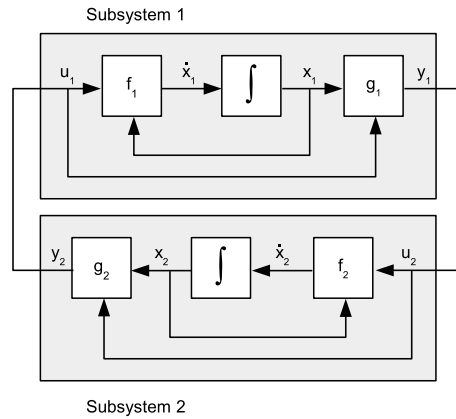 Subsystem 1
u₁ f₁ ẋ₁ ∫ x₁ g₁ y₁
y₂ g₂ x₂ ∫ ẋ₂ f₂ u₂
Subsystem 2